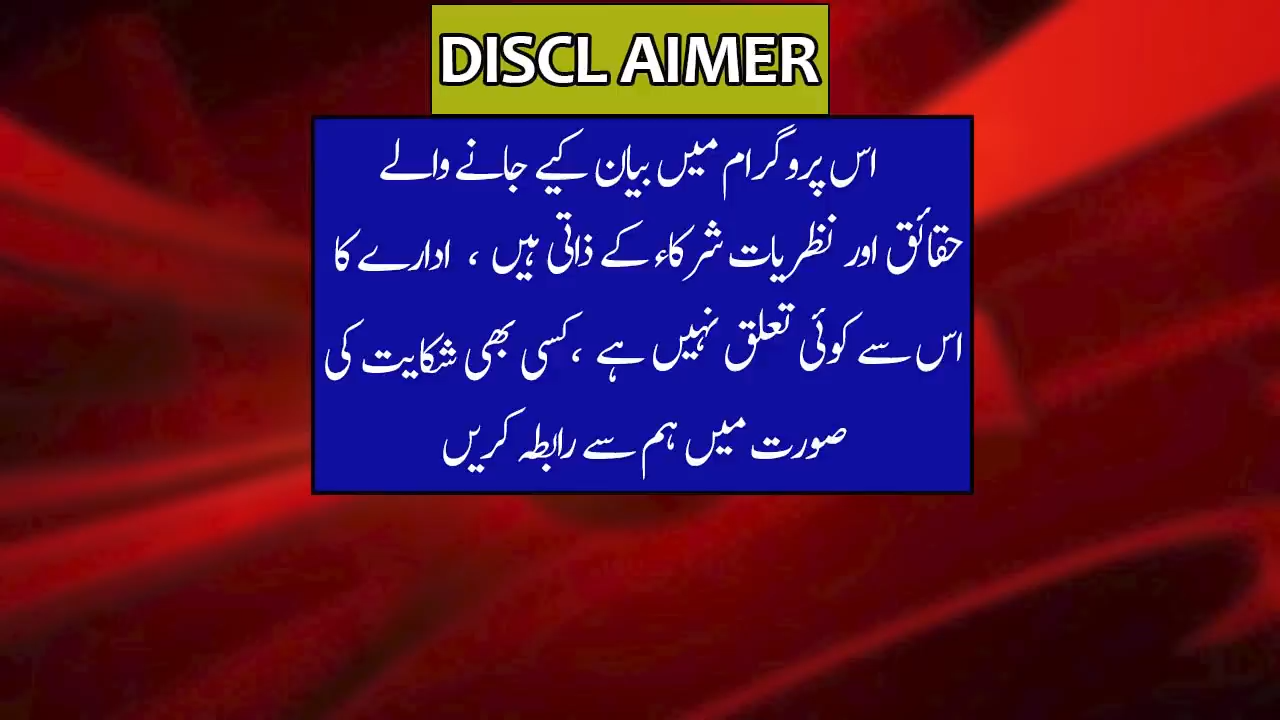 DISCL AIMER
اس پروگرام میں بیان کیے جانے والے
حقائق اور نظریات شرکاء کے ذاتی ہیں ، ادارے کا
اس سے کوئی تعلق نہیں ہے ،کسی بھی شکایت کی
صورت میں ہم سے رابطہ کریں